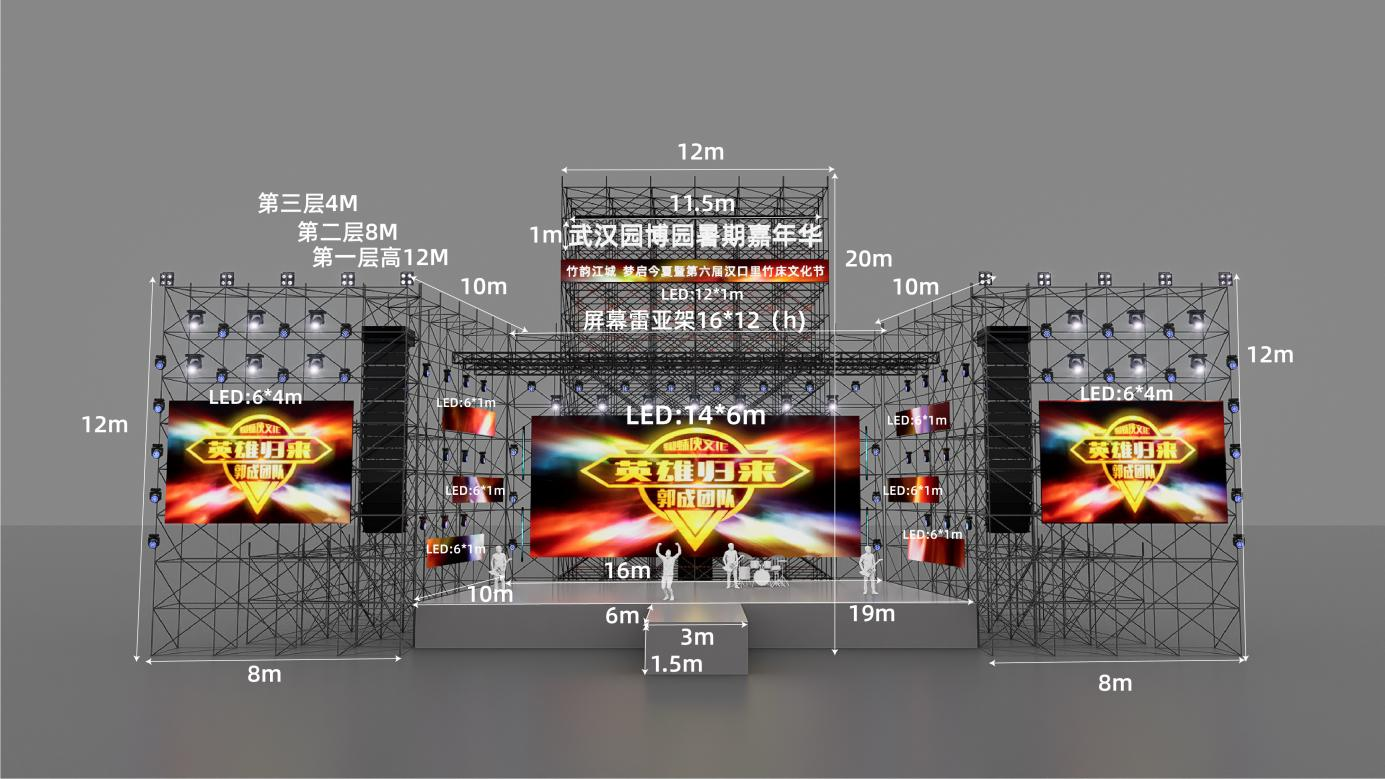 12m
11.5m
第三层4M
第二层8M
第一层高12M
1m
武汉园博园暑期嘉年华
20m
竹韵江城 梦启今夏暨第六届汉口里竹床文化节
10m
10m
LED:12*1m
屏幕雷亚架16*12（h）
12m
12m
LED:6*4m
英雄归来
郭成团队
LED:6*1m
LED:6*1m
LED:6*1m
LED:14*6m
英雄归来
郭成团队
LED:6*1m
LED:6*1m
LED:6*1m
LED:6*4m
英雄归来
郭成团队
16m
10m
6m
19m
3m
1.5m
8m
8m